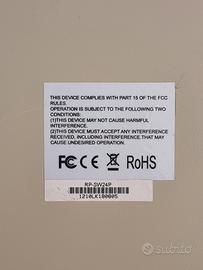 THIS DEVICE COMPLIES WITH PART 15 OF THE FCC
RULES.
OPERATION IS SUBJECT TO THE FOLLOWING TWO
CONDITIONS:
(1)THIS DEVICE MAY NOT CAUSE HARMFUL
INTERFERENCE.
(2)THIS DEVICE MUST ACCEPT ANY INTERFERENCE
RECEIVED, INCLUDING INTERFERENCE THAT MAY
CAUSE UNDESIRED OPERATION.
FC CE RoHS
RP-SW24P
1210LK100005
subito